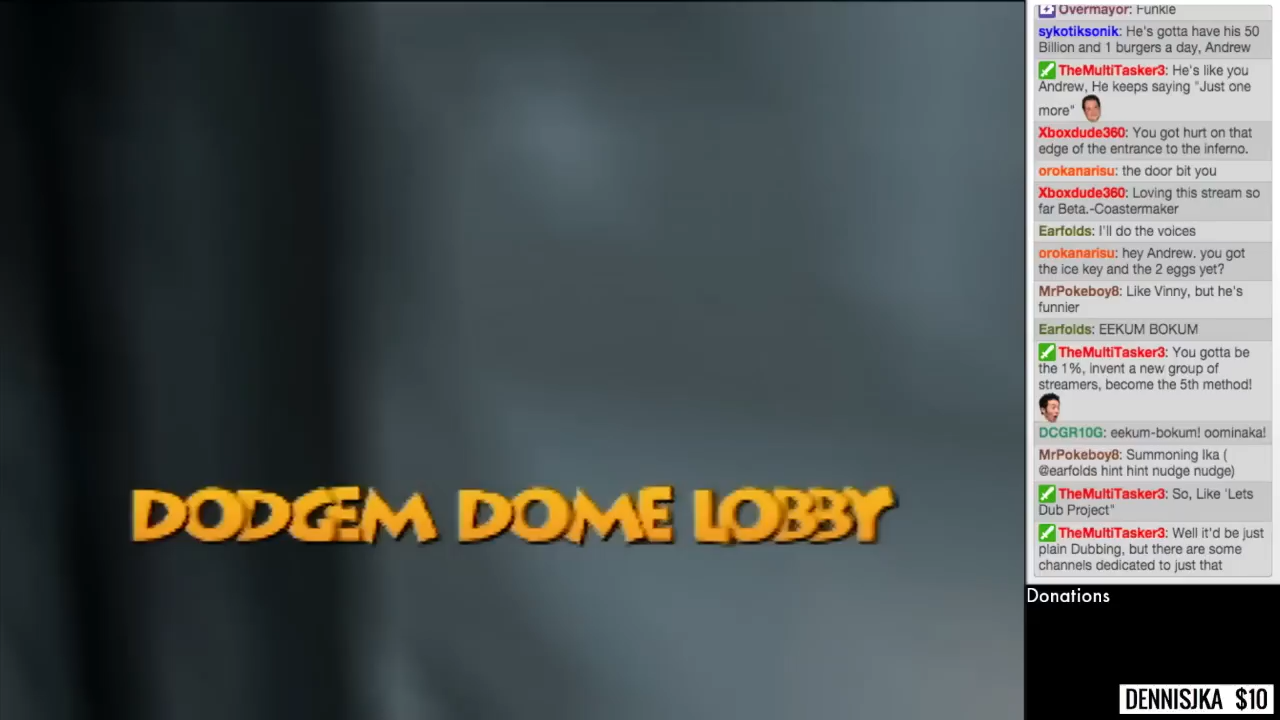 DODGEM DOME LOBBY
Overmayor: Funkie
sykotiksonik: He's gotta have his 50
Billion and 1 burgers a day, Andrew
TheMultiTasker3: He's like you
Andrew, He keeps saying "Just one
more"
Xboxdude360: You got hurt on that
edge of the entrance to the inferno.
orokanarisu: the door bit you
Xboxdude360: Loving this stream so
far Beta.-Coastermaker
Earfolds: I'll do the voices
orokanarisu: hey Andrew. you got
the ice key and the 2 eggs yet?
MrPokeboy8: Like Vinny, but he's
funnier
Earfolds: EEKUM BOKUM
TheMultiTasker3: You gotta be
the 1%, invent a new group of
streamers, become the 5th method!
DCGR10G: eekum-bokum! oominaka!
MrPokeboy8: Summoning Ika (
@earfolds hint hint nudge nudge)
TheMultiTasker3: So, Like 'Lets
Dub Project"
TheMultiTasker3: Well it'd be just
plain Dubbing, but there are some
channels dedicated to just that
Donations
DENNISJKA $10